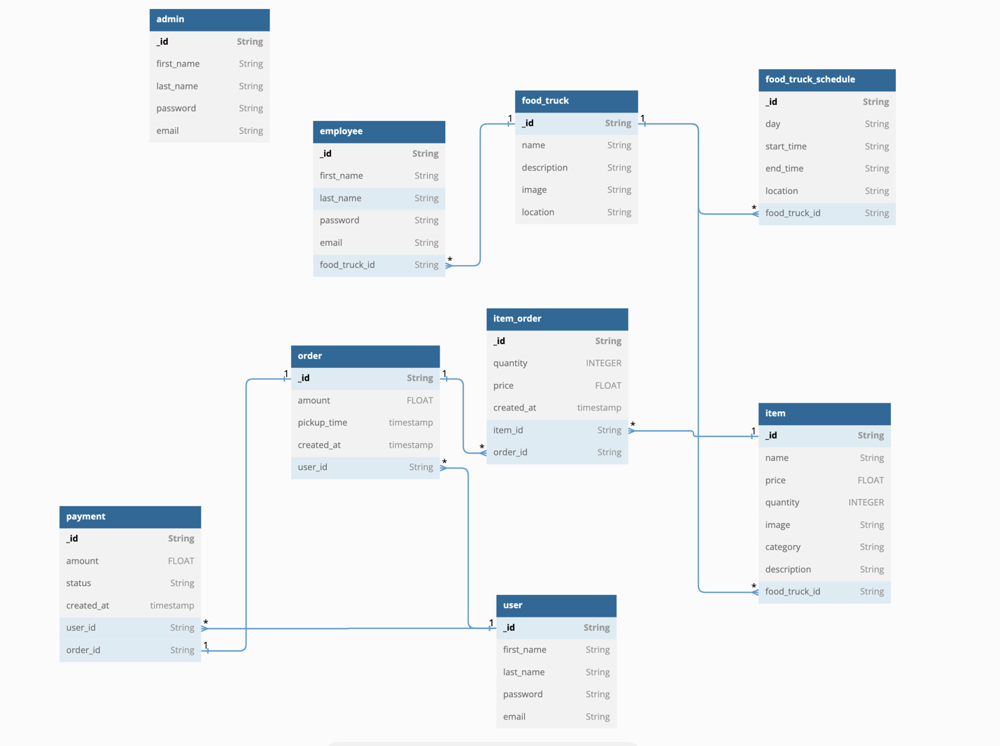 admin
_id String
first_name String
last_name String
password String
email String
employee
_id String
first_name String
last_name String
password String
email String
food_truck_id String
*
food_truck
1
1
_id String
name String
description String
image String
location String
food_truck_schedule
_id String
day String
start_time String
end_time String
location String
*
food_truck_id String
item_order
_id String
quantity INTEGER
price FLOAT
created_at timestamp
item_id String
*
*
order_id String
order
1
1
_id String
amount FLOAT
pickup_time timestamp
created_at timestamp
user_id String
*
item
1
_id String
name String
price FLOAT
quantity INTEGER
image String
category String
description String
*
food_truck_id String
payment
_id String
amount FLOAT
status String
created_at timestamp
user_id String
*
order_id String
1
user
1
_id String
first_name String
last_name String
password String
email String